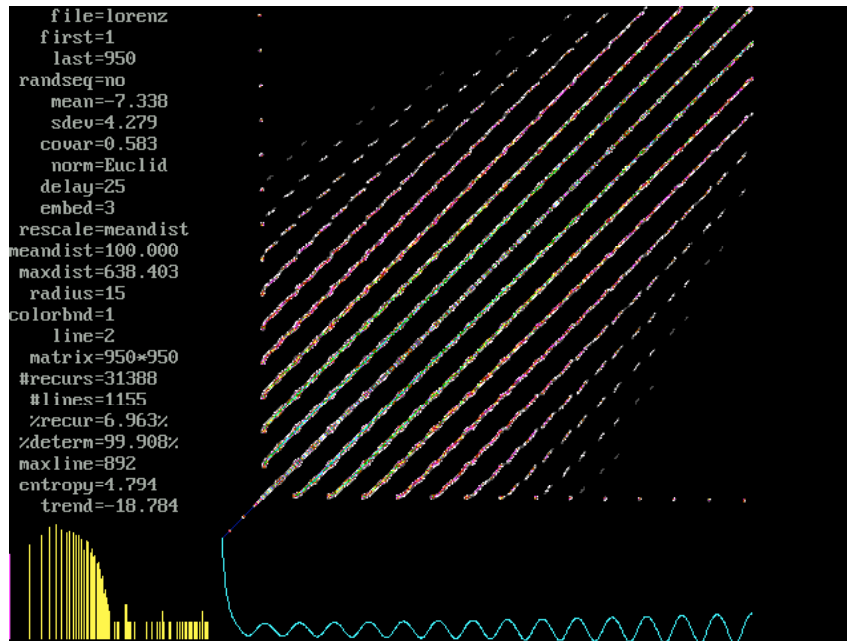 file=lorenz
first=1
last=950
randseq=no
mean=-7.338
sdev=4.279
covar=0.583
norm=Euclid
delay=25
embed=3
rescale=meandist
meandist=100.000
maxdist=638.403
radius=15
colorbnd=1
line=2
matrix=950*950
#recurs=31388
#lines=1155
%recur=6.963%
%determ=99.908%
maxline=892
entropy=4.794
trend=-18.784